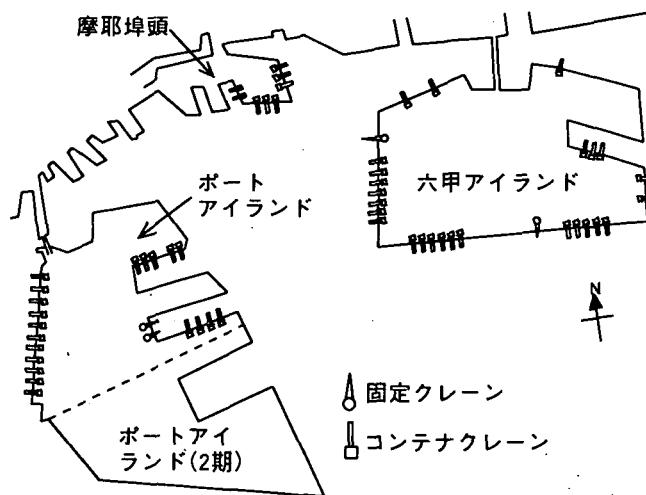 摩耶埠頭
ポート
アイランド
六甲アイランド
N
固定クレーン
コンテナクレーン
ポートアイ
ランド(2期)